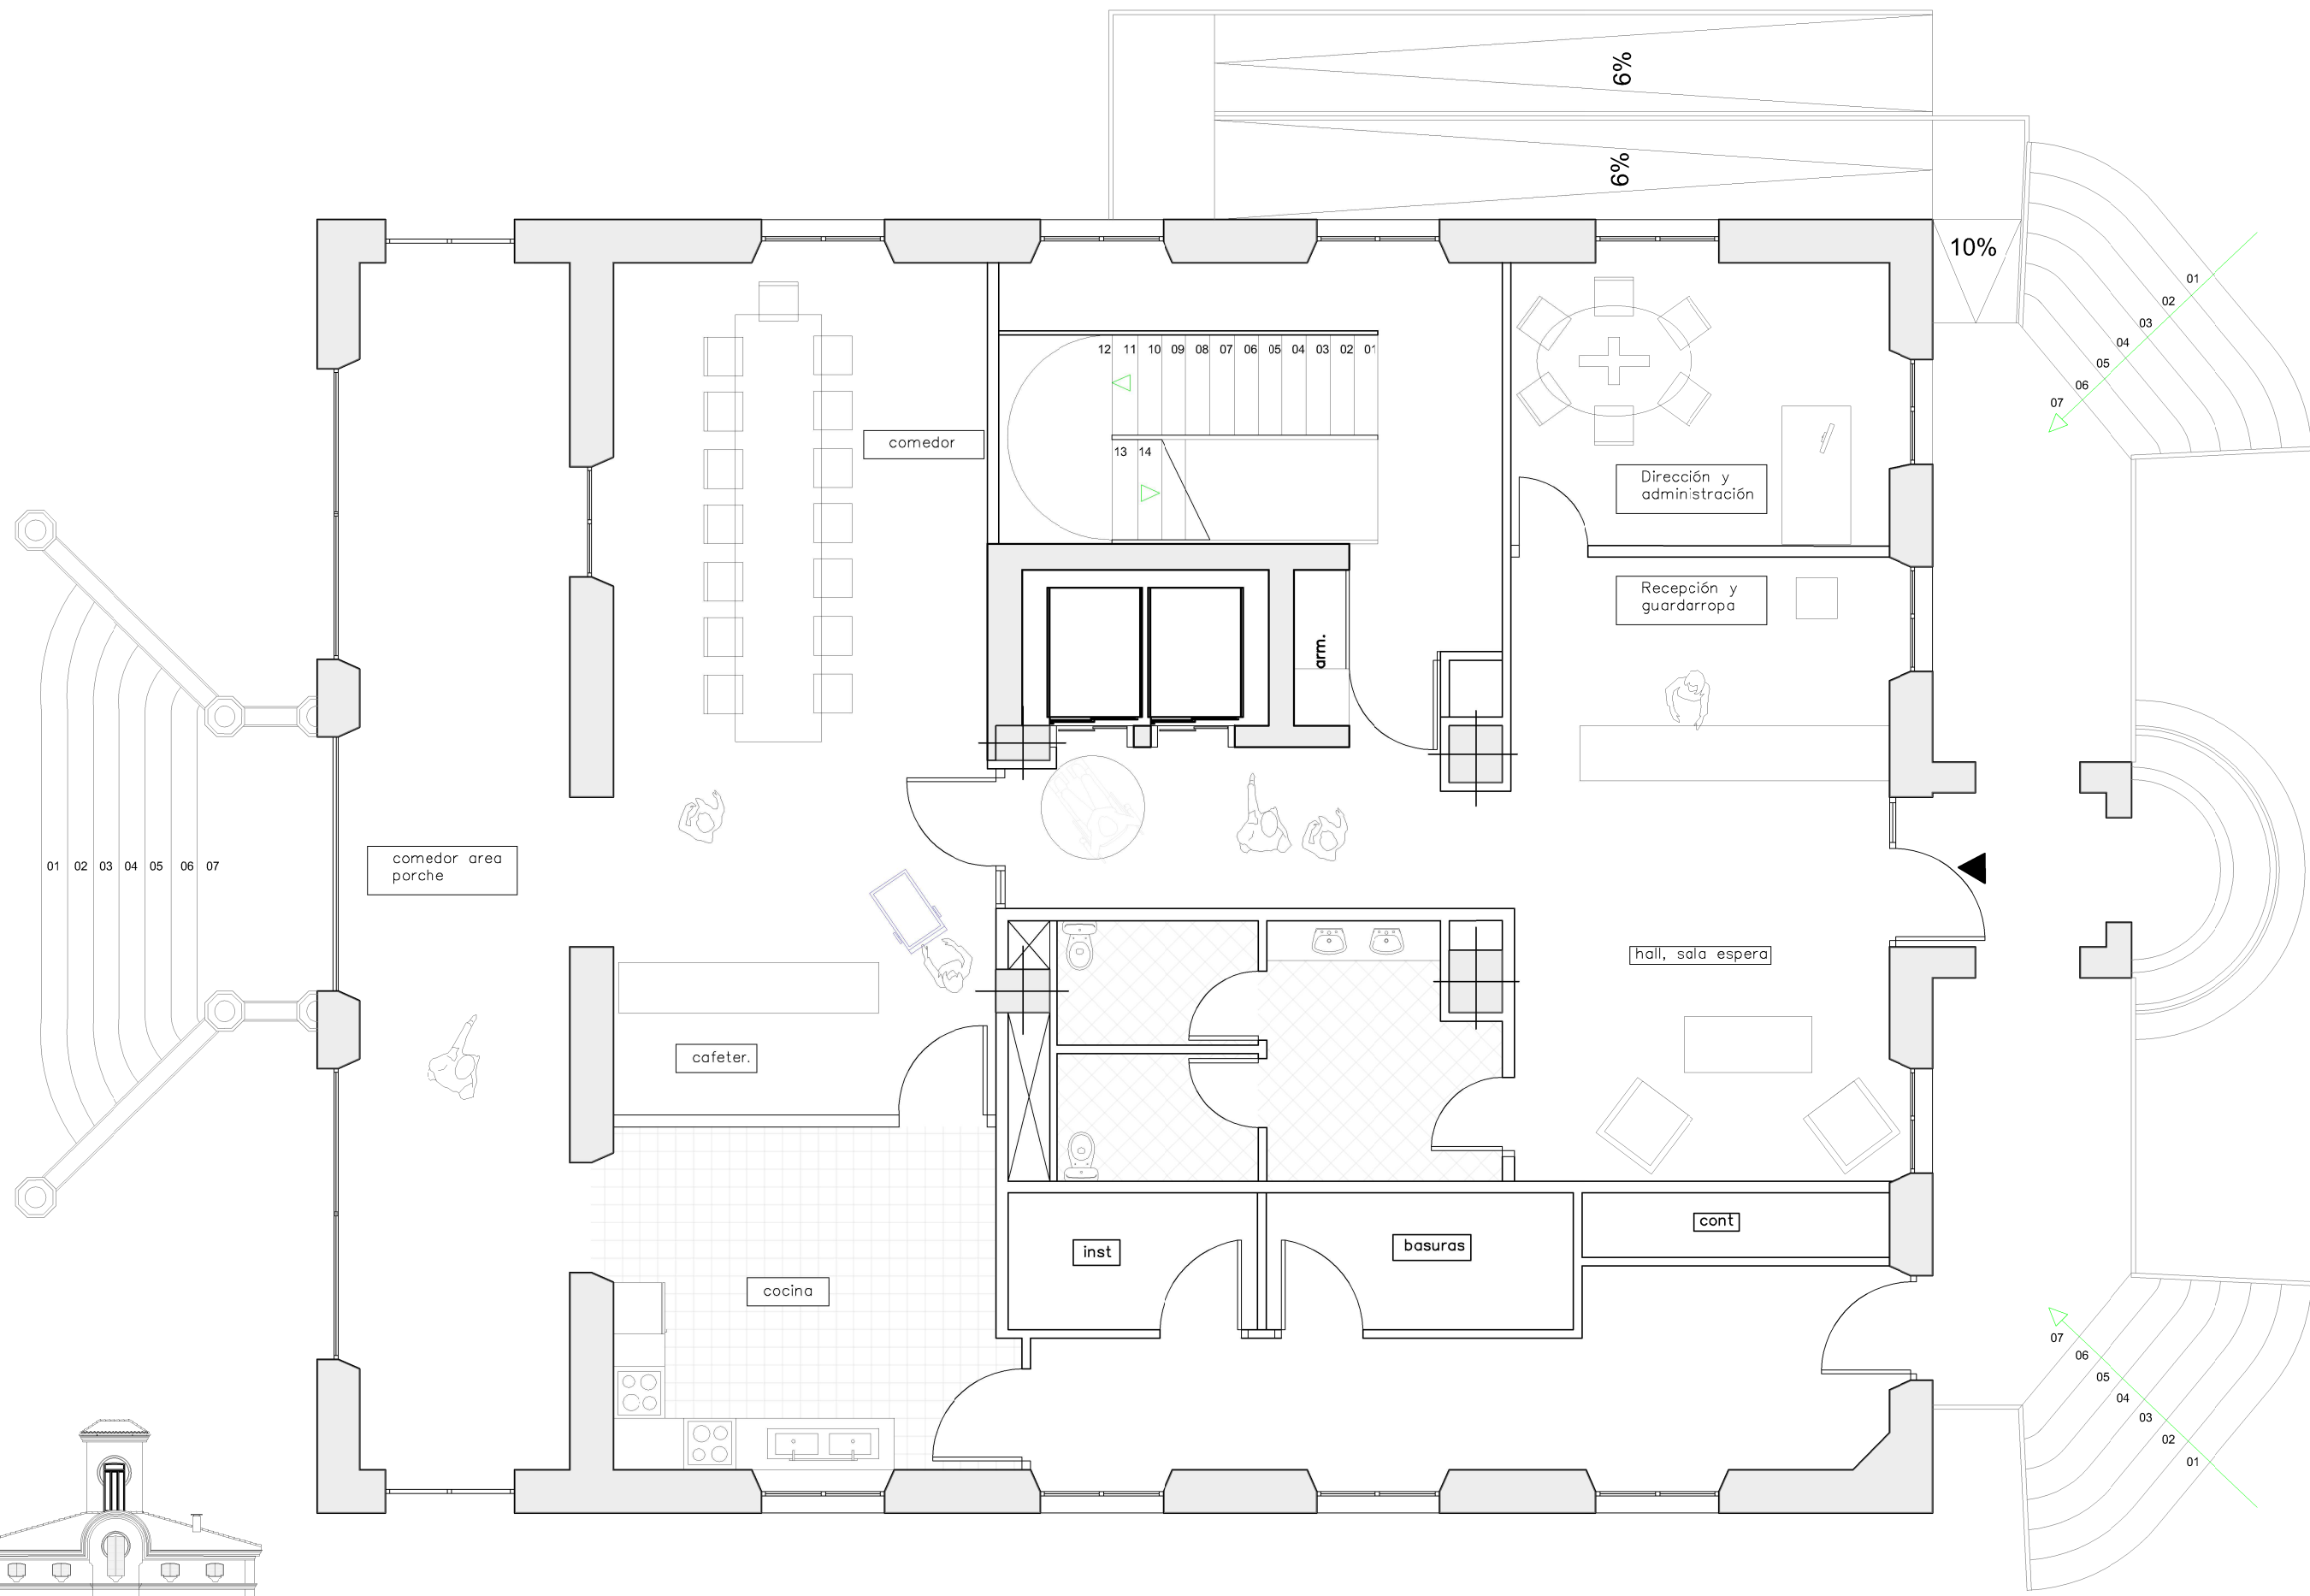 6%
6%
10%
01
02
03
04
05
06
07
12 11 10 09 08 07 06 05 04 03 02 01
13 14
comedor
Dirección y
administración
Recepción y
guardarropa
arm.
comedor area
porche
01 02 03 04 05 06 07
hall, sala espera
cafeter.
cont
inst
basuras
cocina
07
06
05
04
03
02
01